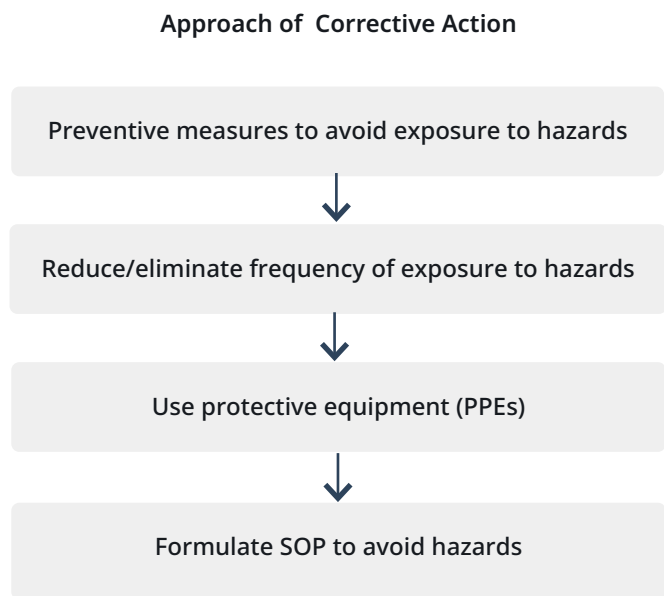 Approach of Corrective Action
Preventive measures to avoid exposure to hazards
Reduce/eliminate frequency of exposure to hazards
Use protective equipment (PPEs)
Formulate SOP to avoid hazards